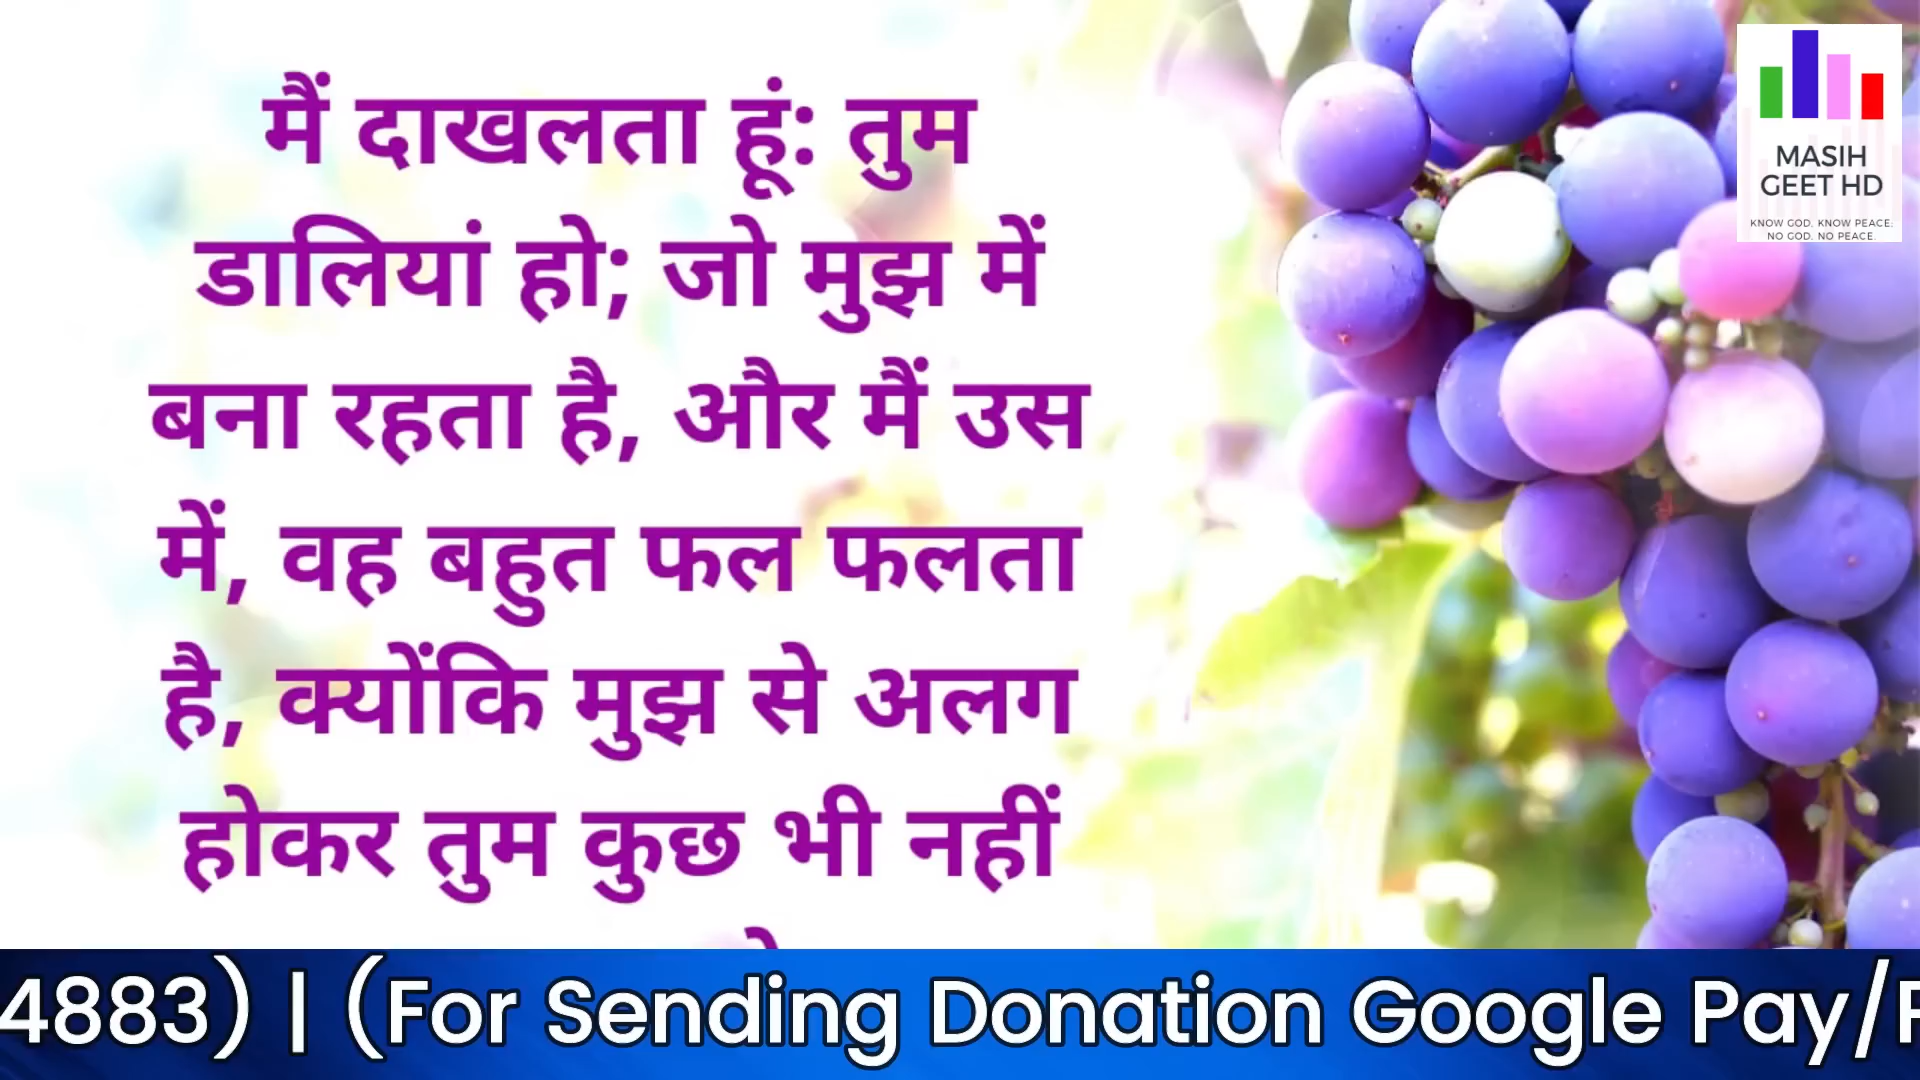 मैं दाखलता हूं: तुम
डालियां हो; जो मुझ में
बना रहता है, और मैं उस
में, वह बहुत फल फलता
है, क्योंकि मुझ से अलग
होकर तुम कुछ भी नहीं
MASIH
GEET HD
KNOW GOD. KNOW PEACE.
NO GOD. NO PEACE.
4883) | (For Sending Donation Google Pay/